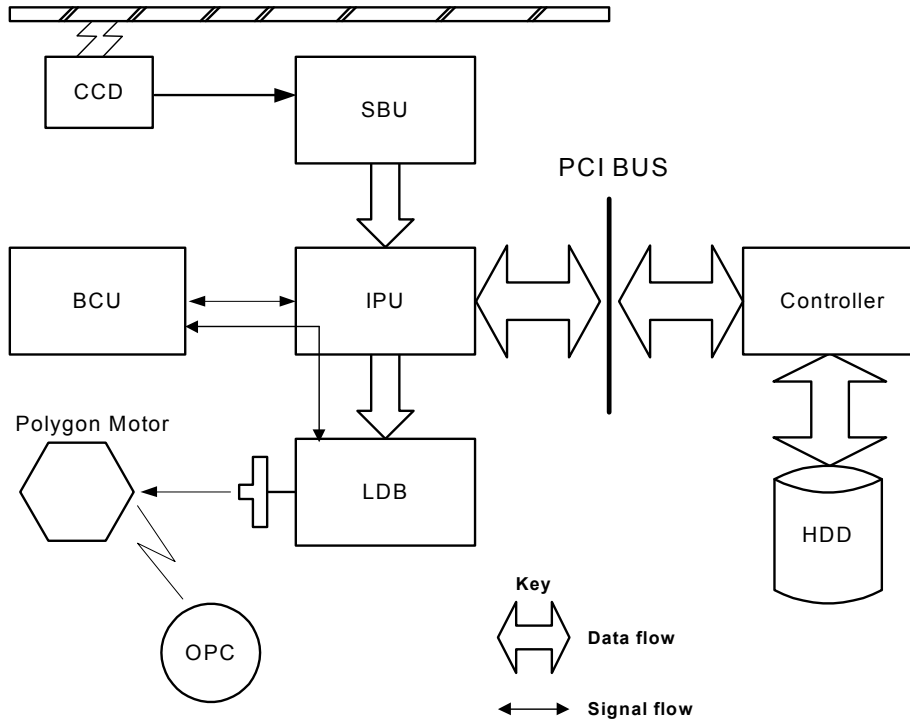 CCD
SBU
PCI BUS
BCU
IPU
Controller
Polygon Motor
LDB
HDD
OPC
Key
Data flow
Signal flow